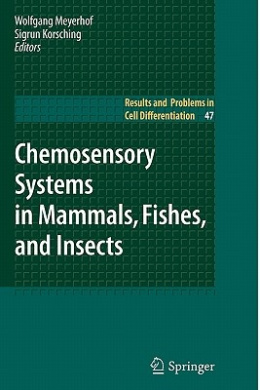 Wolfgang Meyerhof
Sigrun Korsching
Editors
Results and Problems in
Cell Differentiation 47
Chemosensory
Systems
in Mammals, Fishes,
and Insects
Springer